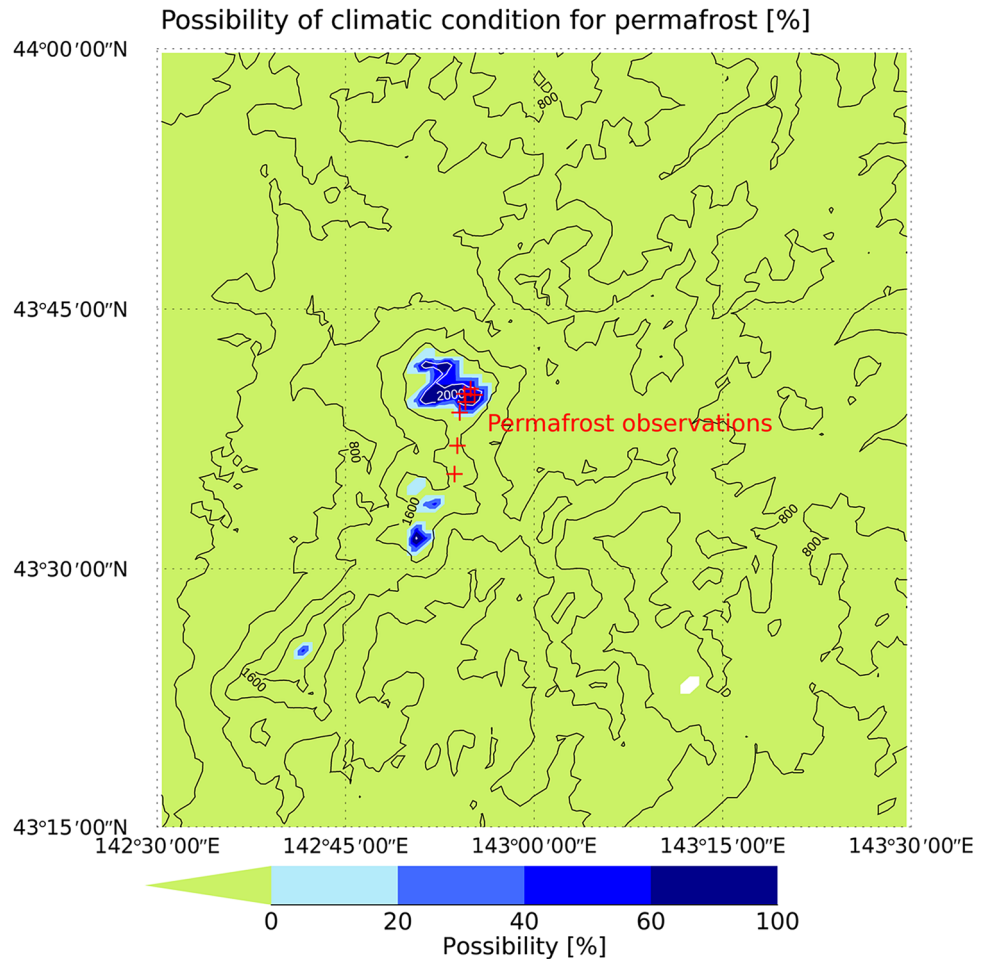 Possibility of climatic condition for permafrost [%]
44°00′00″N
800
43°45′00″N
2000
Permafrost observations
800
1600
800
800
43°30′00″N
1600
43°15′00″N
142°30′00″E 142°45′00″E 143°00′00″E 143°15′00″E 143°30′00″E
0 20 40 60 100
Possibility [%]